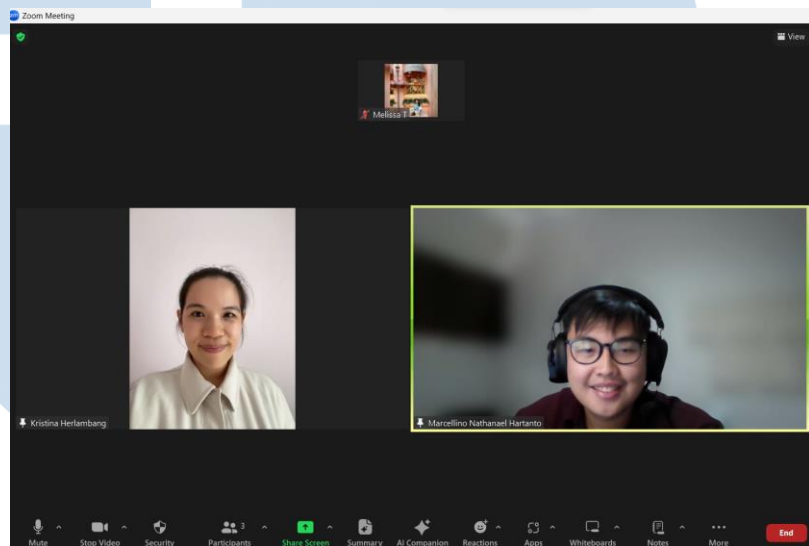 Zoom Meeting
View
Melissa T
Kristina Herlambang
Marcellino Nathanael Hartanto
3
Mute Stop Video Security Participants Share Screen Summary AI Companion Reactions Apps Whiteboards Notes More End